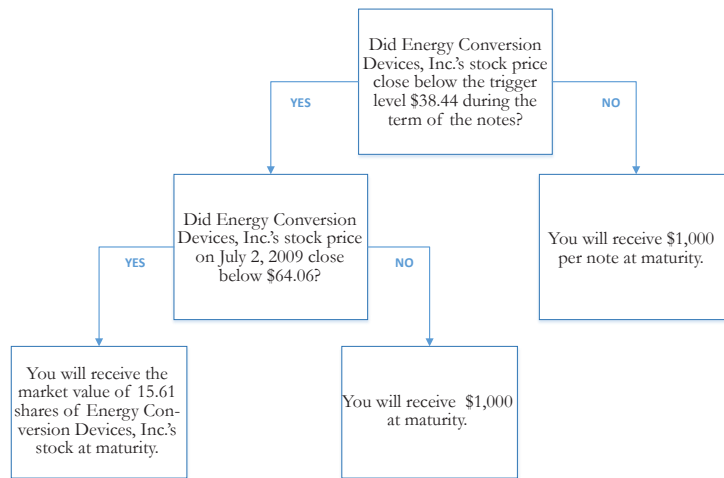 Did Energy Conversion
Devices, Inc.'s stock price
close below the trigger
level $38.44 during the
term of the notes?
YES
NO
Did Energy Conversion
Devices, Inc.'s stock price
on July 2, 2009 close
below $64.06?
You will receive $1,000
per note at maturity.
YES
NO
You will receive the
market value of 15.61
shares of Energy Con-
version Devices, Inc.'s
stock at maturity.
You will receive $1,000
at maturity.